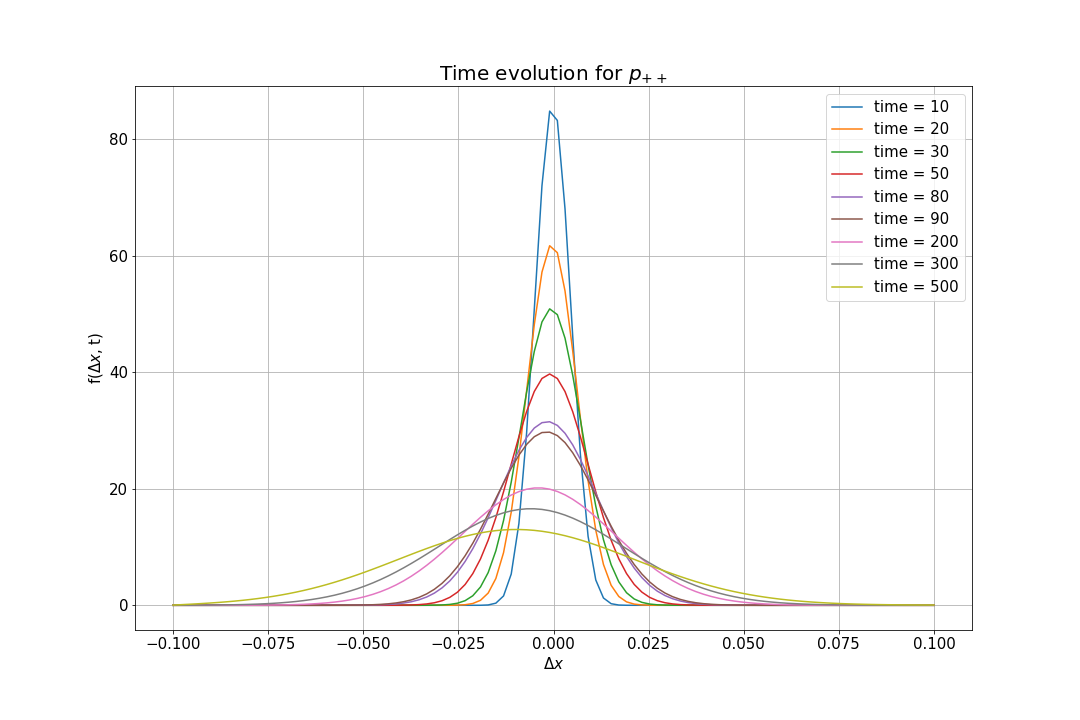 Time evolution for p₊₊
time = 10
time = 20
time = 30
time = 50
time = 80
time = 90
time = 200
time = 300
time = 500
80
60
40
20
0
f(Δx, t)
−0.100 −0.075 −0.050 −0.025 0.000 0.025 0.050 0.075 0.100
Δx